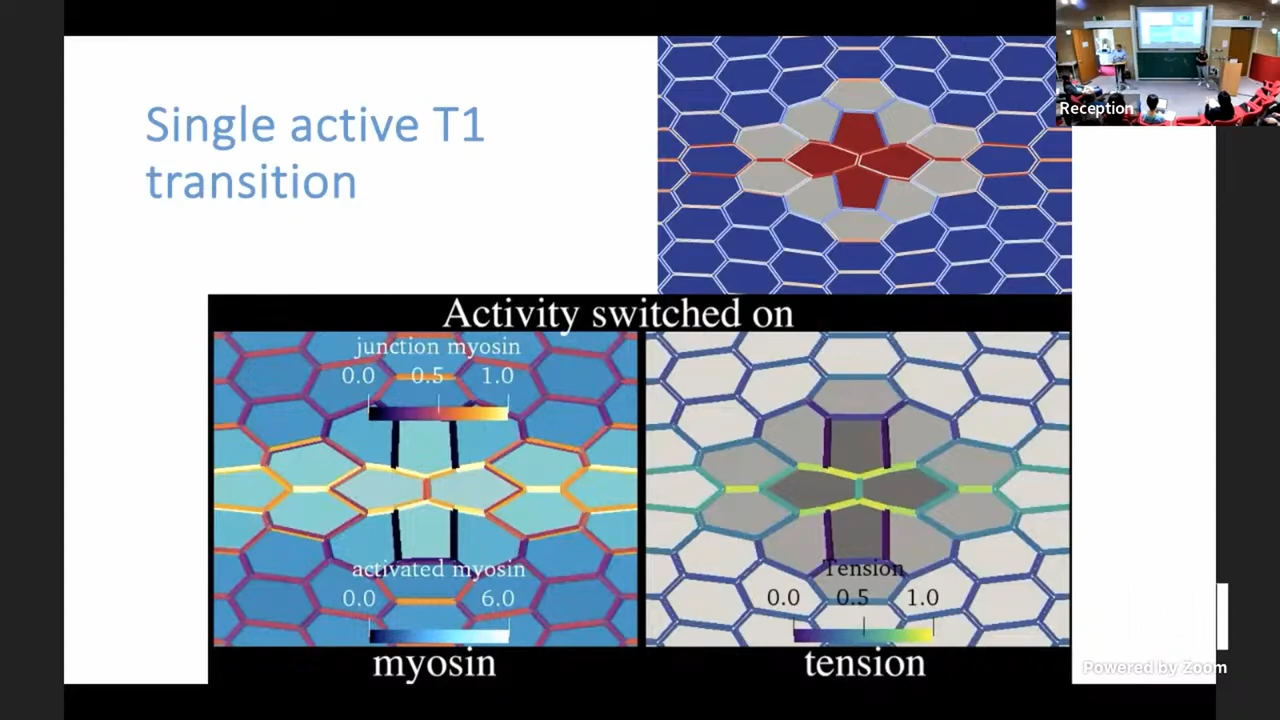 Single active T1
transition
Reception
Activity switched on
junction myosin
0.0 0.5 1.0
activated myosin
0.0 6.0
myosin
Tension
0.0 0.5 1.0
tension
Powered by Zoom